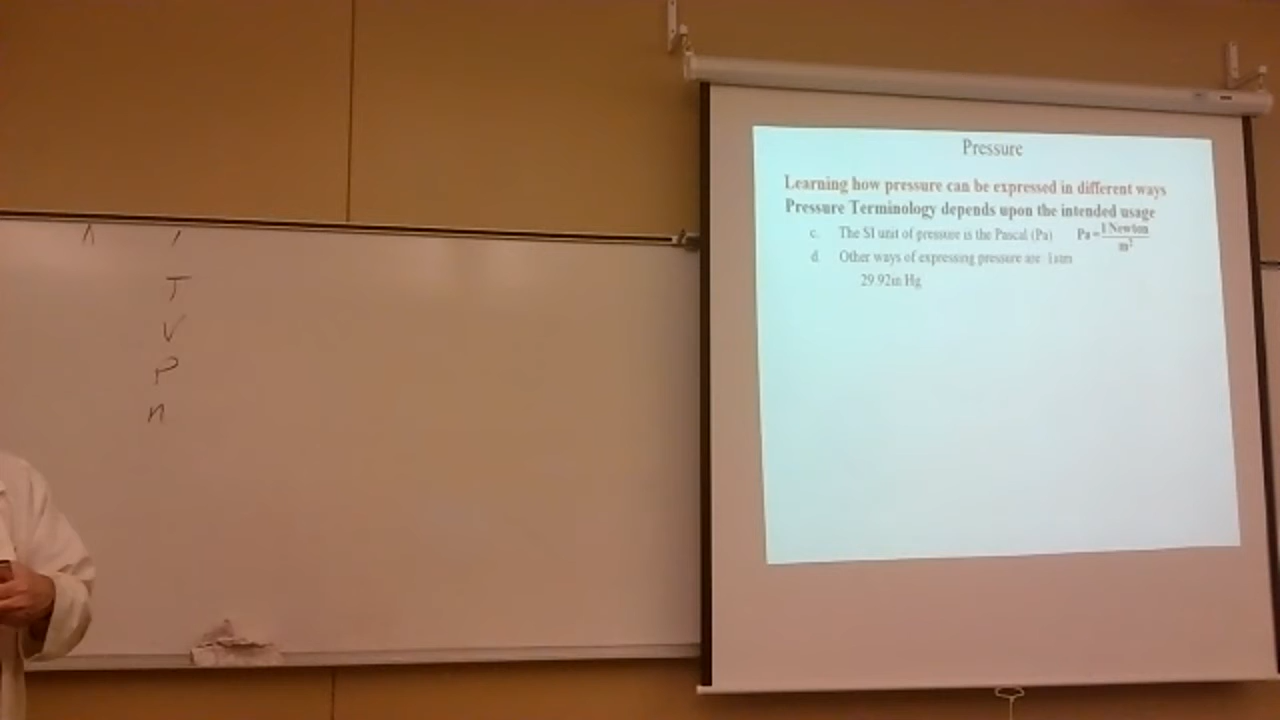 T
V
P
n
Pressure
Learning how pressure can be expressed in different ways
Pressure Terminology depends upon the intended usage
c. The SI unit of pressure is the Pascal (Pa) Pa = 1 Newton / m²
d. Other ways of expressing pressure are 1atm
29.92in Hg